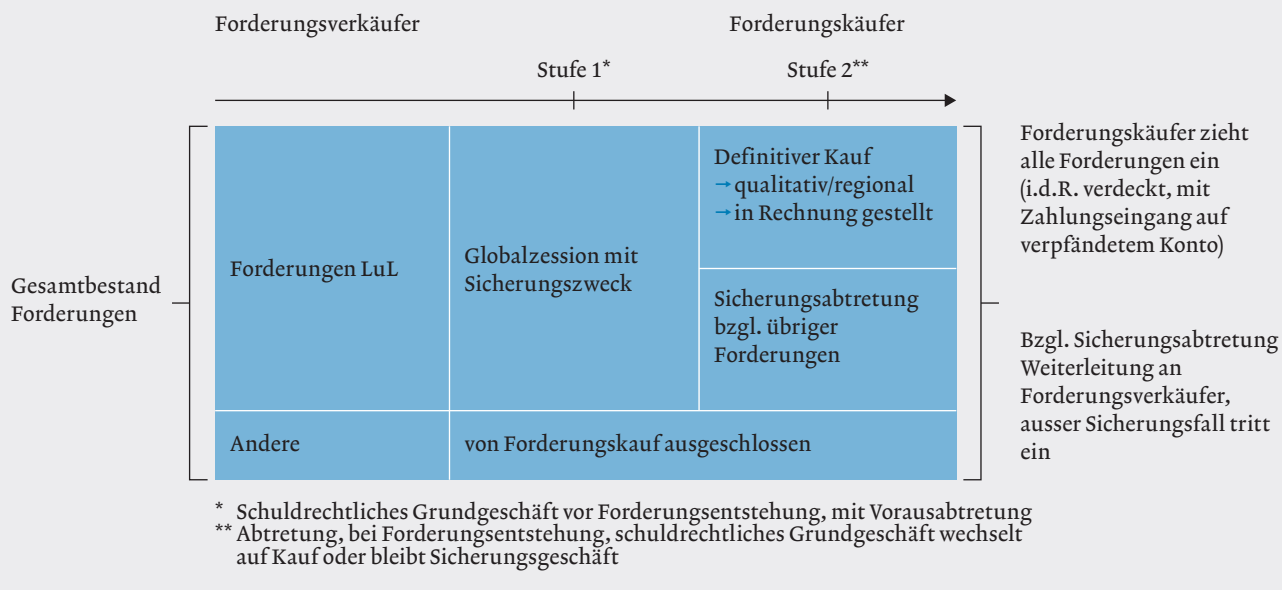 Forderungsverkäufer
Forderungskäufer
Stufe 1*
Stufe 2**
Gesamtbestand
Forderungen
Forderungen LuL
Globalzession mit
Sicherungszweck
Definitiver Kauf
→ qualitativ/regional
→ in Rechnung gestellt
Sicherungsabtretung
bzgl. übriger
Forderungen
Andere
von Forderungskauf ausgeschlossen
Forderungskäufer zieht
alle Forderungen ein
(i.d.R. verdeckt, mit
Zahlungseingang auf
verpfändetem Konto)
Bzgl. Sicherungsabtretung
Weiterleitung an
Forderungsverkäufer,
ausser Sicherungsfall tritt
ein
* Schuldrechtliches Grundgeschäft vor Forderungsentstehung, mit Vorausabtretung
** Abtretung, bei Forderungsentstehung, schuldrechtliches Grundgeschäft wechselt
auf Kauf oder bleibt Sicherungsgeschäft